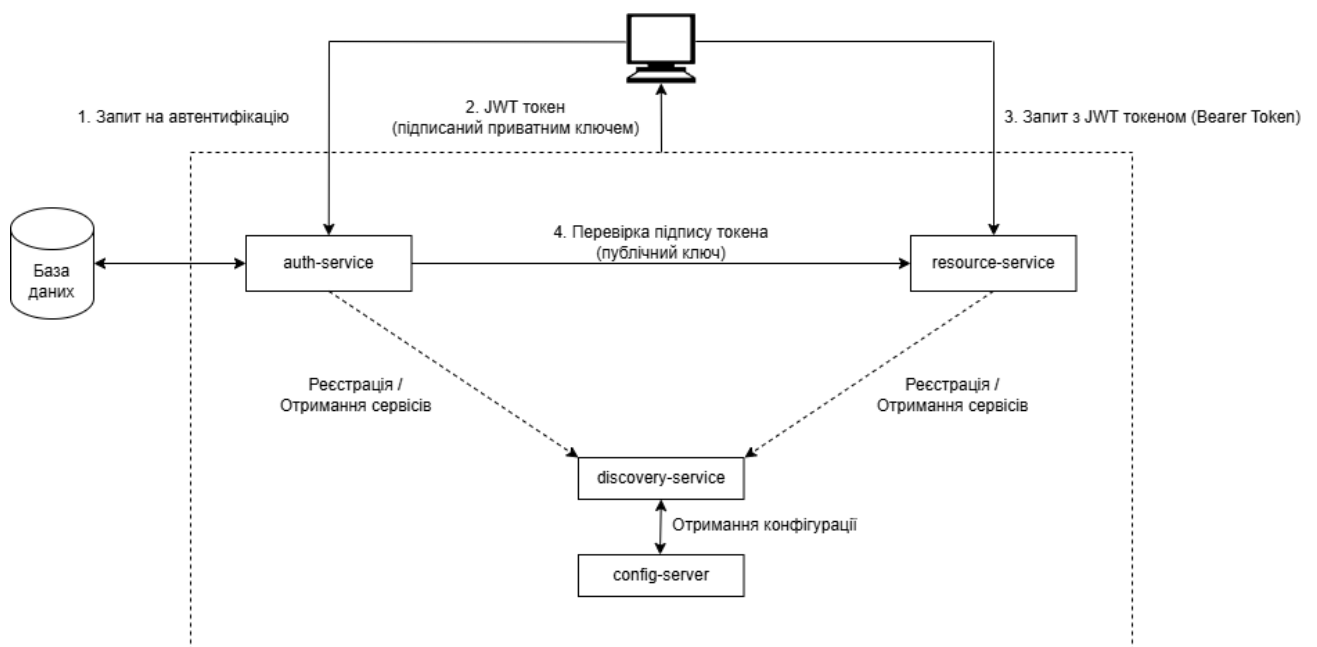 1. Запит на автентифікацію
2. JWT токен
(підписаний приватним ключем)
3. Запит з JWT токеном (Bearer Token)
База
даних
auth-service
4. Перевірка підпису токена
(публічний ключ)
resource-service
Реєстрація /
Отримання сервісів
Реєстрація /
Отримання сервісів
discovery-service
Отримання конфігурації
config-server